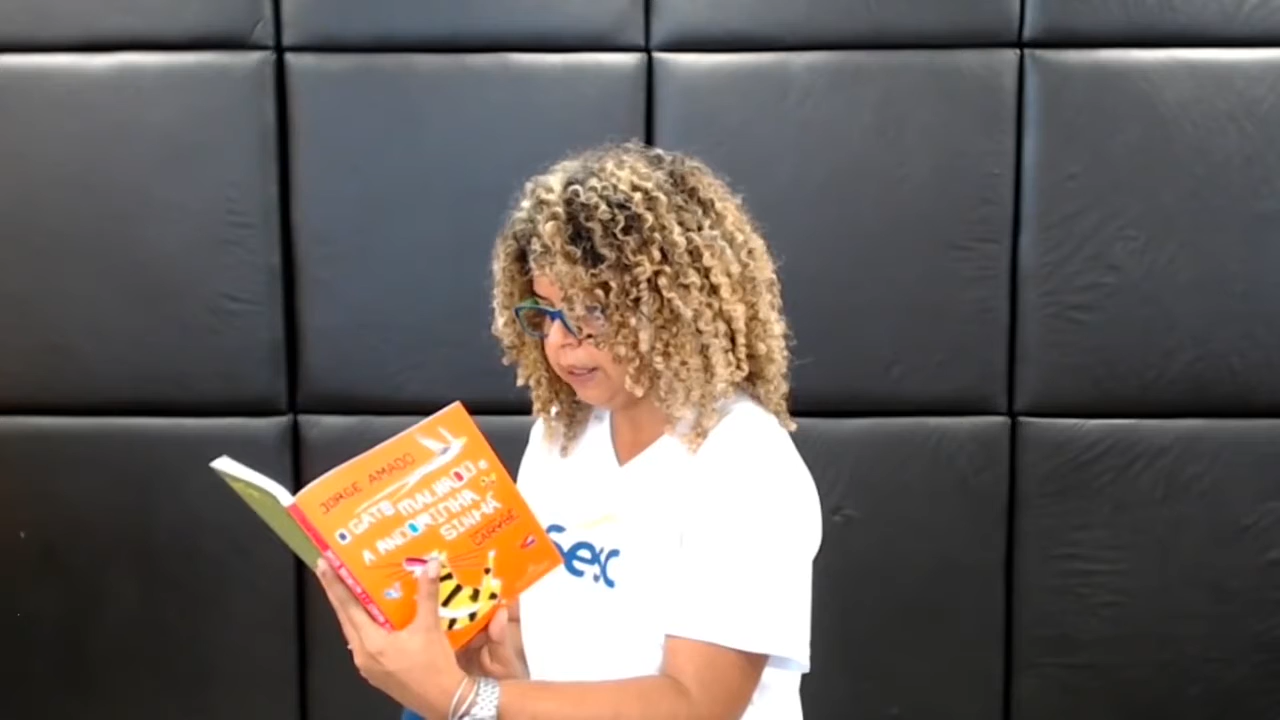 JORGE AMADO
O GATO MALHADO E
A ANDORINHA
SINHÁ
CARYBÉ
Sesc